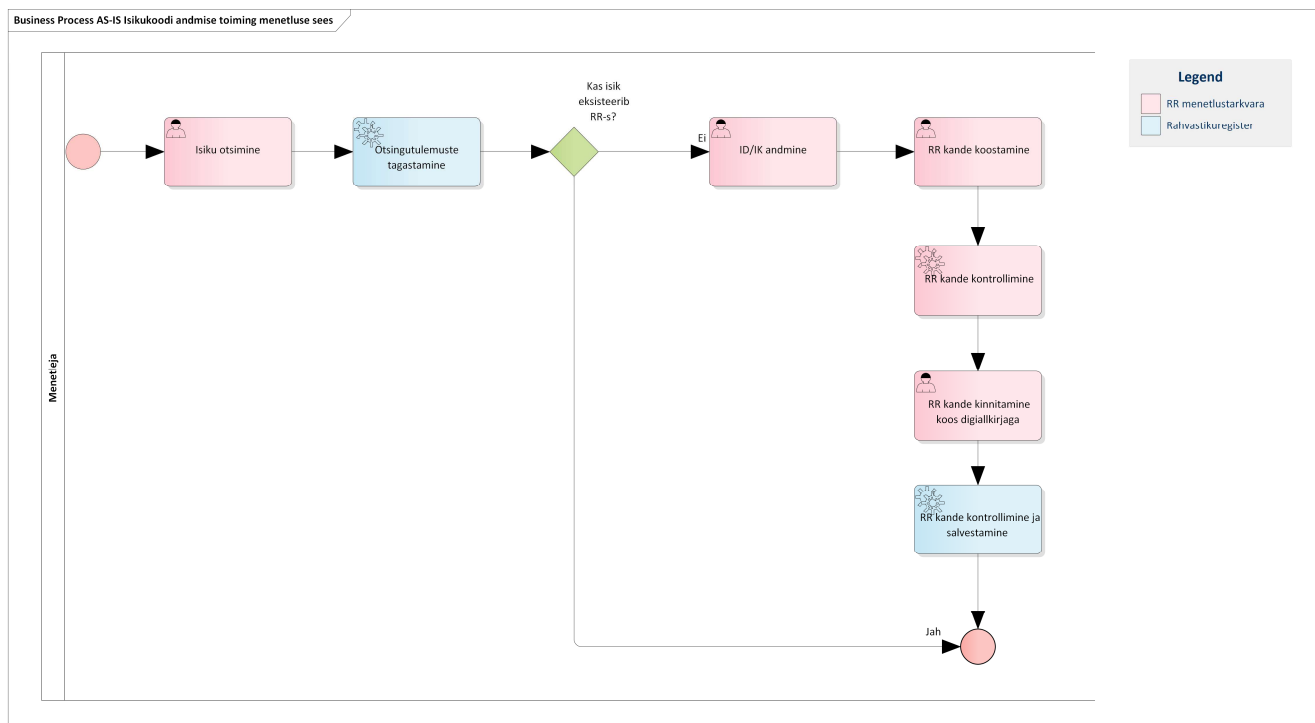 Business Process AS-IS Isikukoodi andmise toiming menetluse sees
Legend
RR menetlustarkvara
Rahvastikuregister
Menetleja
Isiku otsimine
Otsingutulemuste
tagastamine
Kas isik
eksisteerib
RR-s?
Ei
ID/IK andmine
RR kande koostamine
RR kande kontrollimine
RR kande kinnitamine
koos digiallkirjaga
RR kande kontrollimine ja
salvestamine
Jah